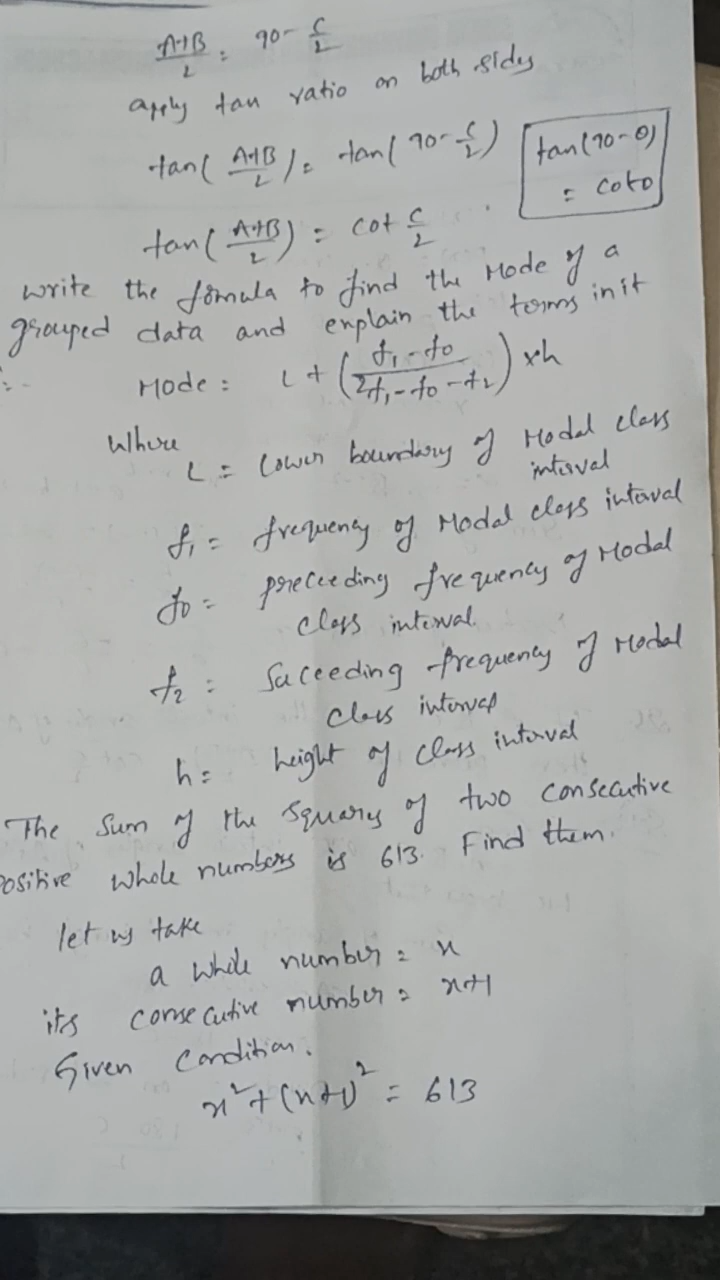 A+B/2 = 90 - C/2
apply tan ratio on both sides
tan(A+B/2) = tan(90 - C/2)
tan(90-θ)
= cotθ
tan(A+B/2) = cot C/2
write the formula to find the Mode of a
grouped data and explain the terms in it
Mode = L + (f₁-f₀/2f₁-f₀-f₂) × h
Where
L = Lower boundary of Modal class
interval
f₁ = frequency of Modal class interval
f₀ = preceeding frequency of Modal
class interval
f₂ = Suceeding frequency of Modal
class interval
h = height of class interval
The sum of the squares of two consecutive
positive whole numbers is 613. Find them.
let us take
a whole number = x
its consecutive number = x+1
Given condition.
x² + (x+1)² = 613